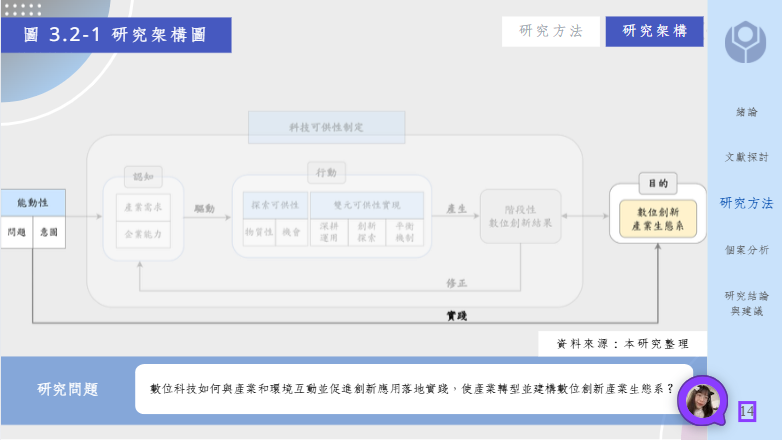 圖 3.2-1 研究架構圖
研究方法
研究架構
科技可供性制定
認知
行動
目的
能動性
問題
意圖
產業需求
企業能力
驅動
探索可供性
雙元可供性實現
物質性
機會
深耕
運用
創新
探索
平衡
機制
產生
階段性
數位創新結果
數位創新
產業生態系
修正
實踐
資料來源：本研究整理
研究問題
數位科技如何與產業和環境互動並促進創新應用落地實踐，使產業轉型並建構數位創新產業生態系？
緒論
文獻探討
研究方法
個案分析
研究結論
與建議
14